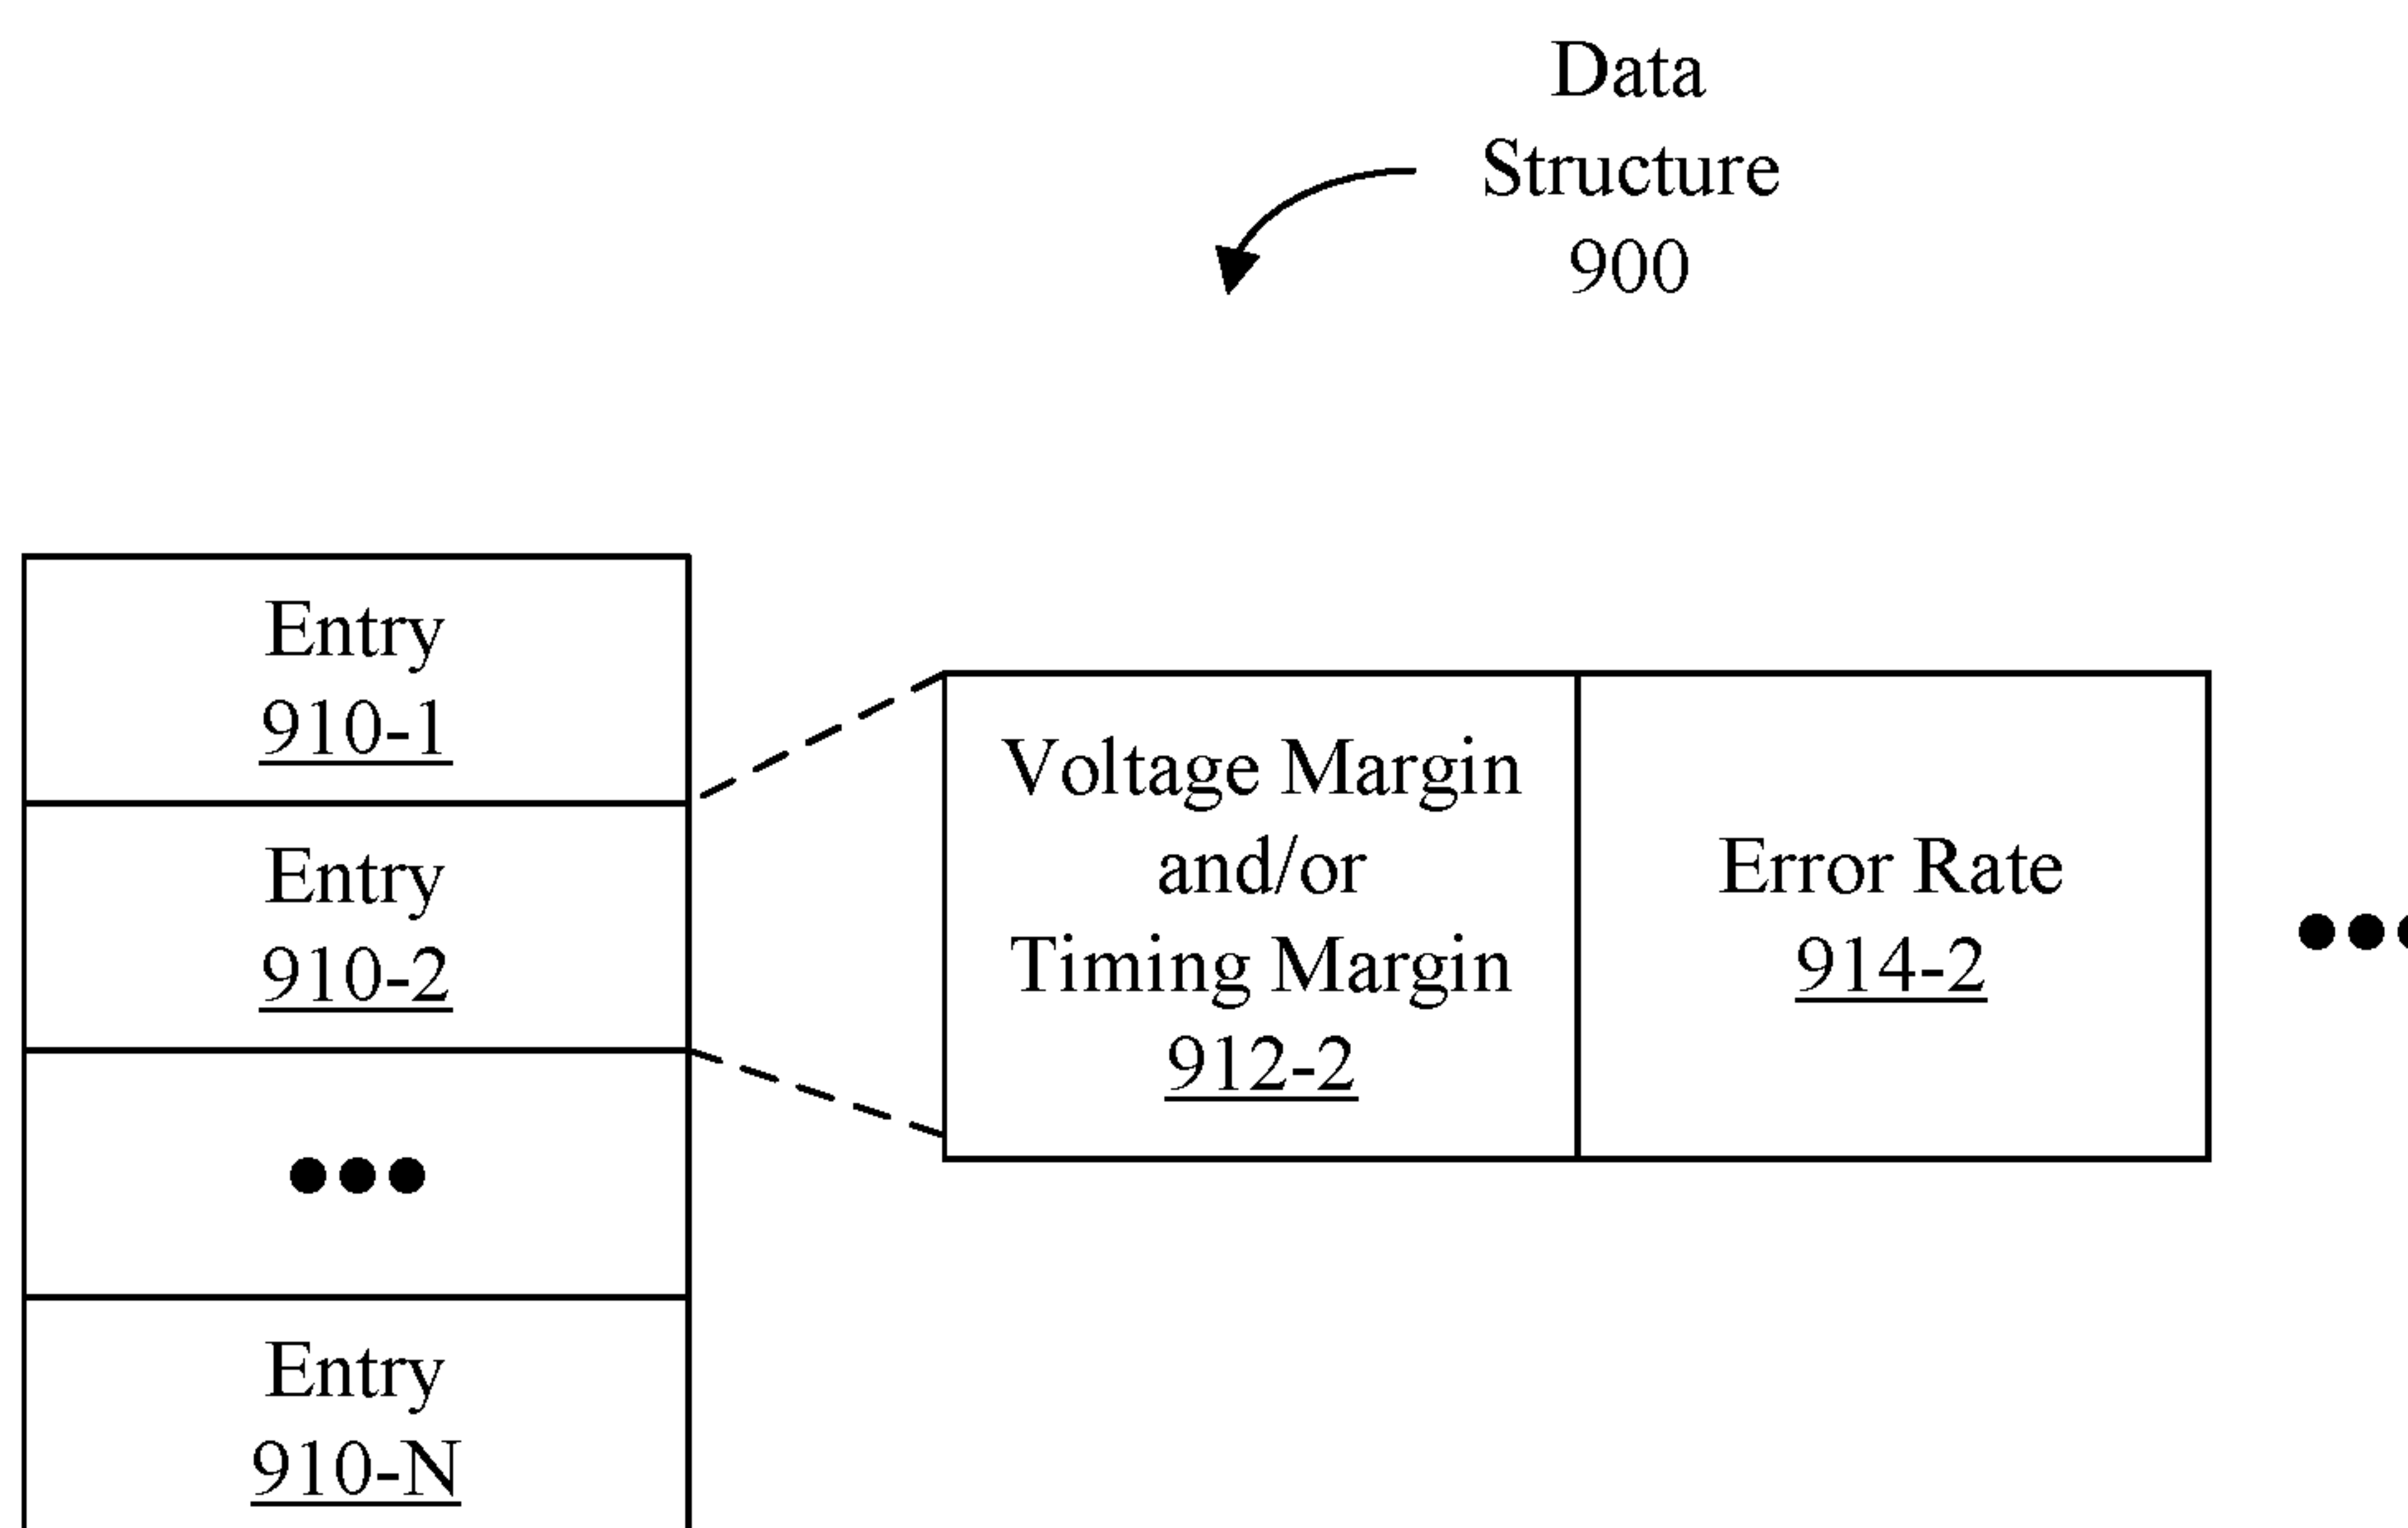 Data
Structure
900
Entry
910-1
Entry
910-2
●●●
Entry
910-N
Voltage Margin
and/or
Timing Margin
912-2
Error Rate
914-2
●●●